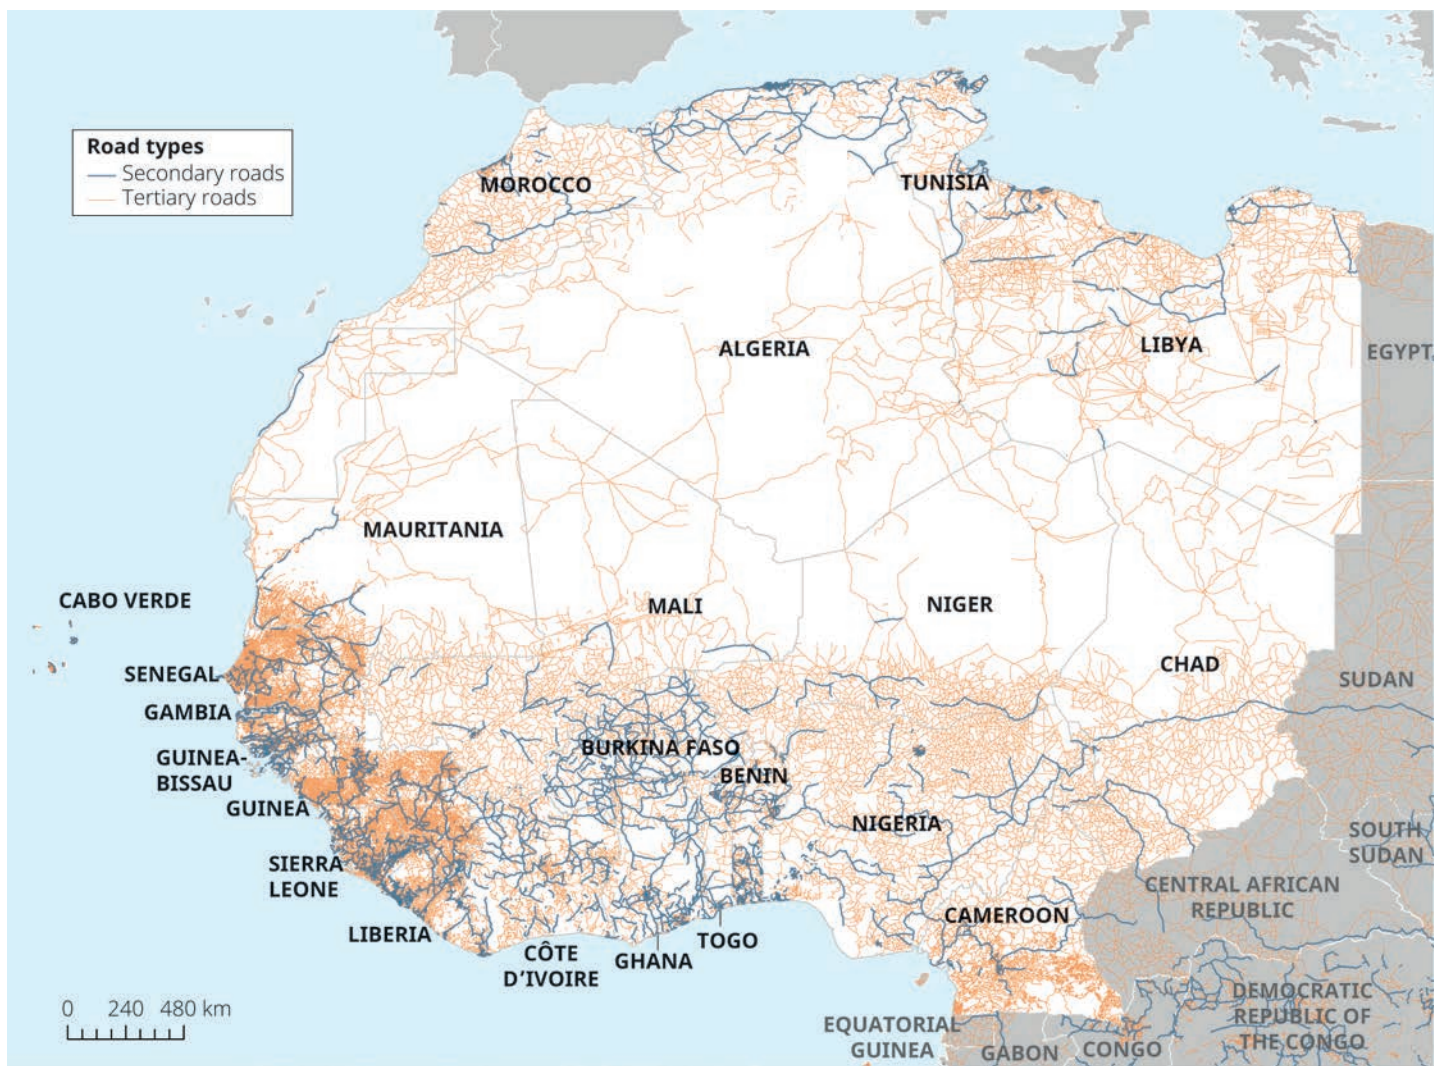 Road types
Secondary roads
Tertiary roads
MOROCCO
TUNISIA
ALGERIA
LIBYA
EGYPT
MAURITANIA
CABO VERDE
MALI
NIGER
CHAD
SENEGAL
SUDAN
GAMBIA
BURKINA FASO
GUINEA-
BISSAU
BENIN
GUINEA
NIGERIA
SOUTH
SUDAN
SIERRA
LEONE
CENTRAL AFRICAN
REPUBLIC
CAMEROON
LIBERIA
TOGO
CÔTE
D'IVOIRE
GHANA
0 240 480 km
DEMOCRATIC
REPUBLIC OF
THE CONGO
EQUATORIAL
GUINEA
GABON
CONGO